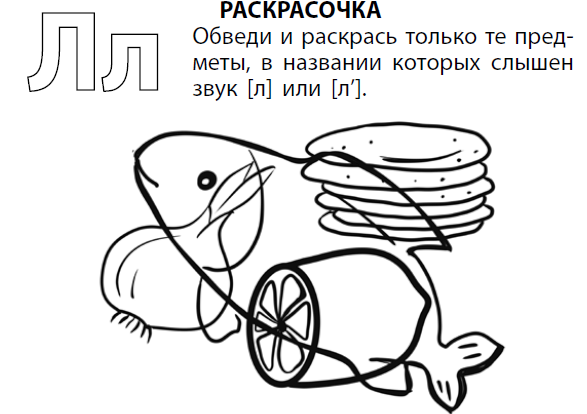 Лл
РАСКРАСОЧКА
Обведи и раскрась только те пред-
меты, в названии которых слышен
звук [л] или [л’].